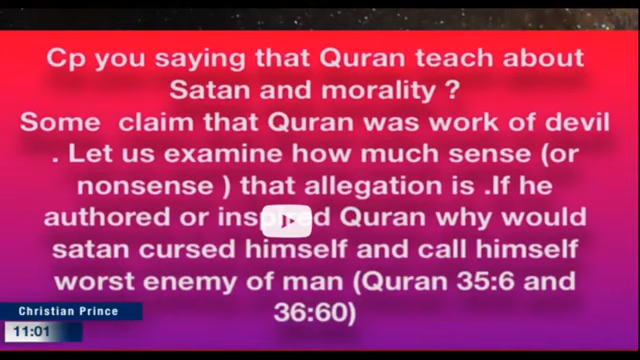 Cp you saying that Quran teach about
Satan and morality ?
Some claim that Quran was work of devil
. Let us examine how much sense (or
nonsense ) that allegation is .If he
authored or inspired Quran why would
satan cursed himself and call himself
worst enemy of man (Quran 35:6 and
36:60)
Christian Prince
11:01